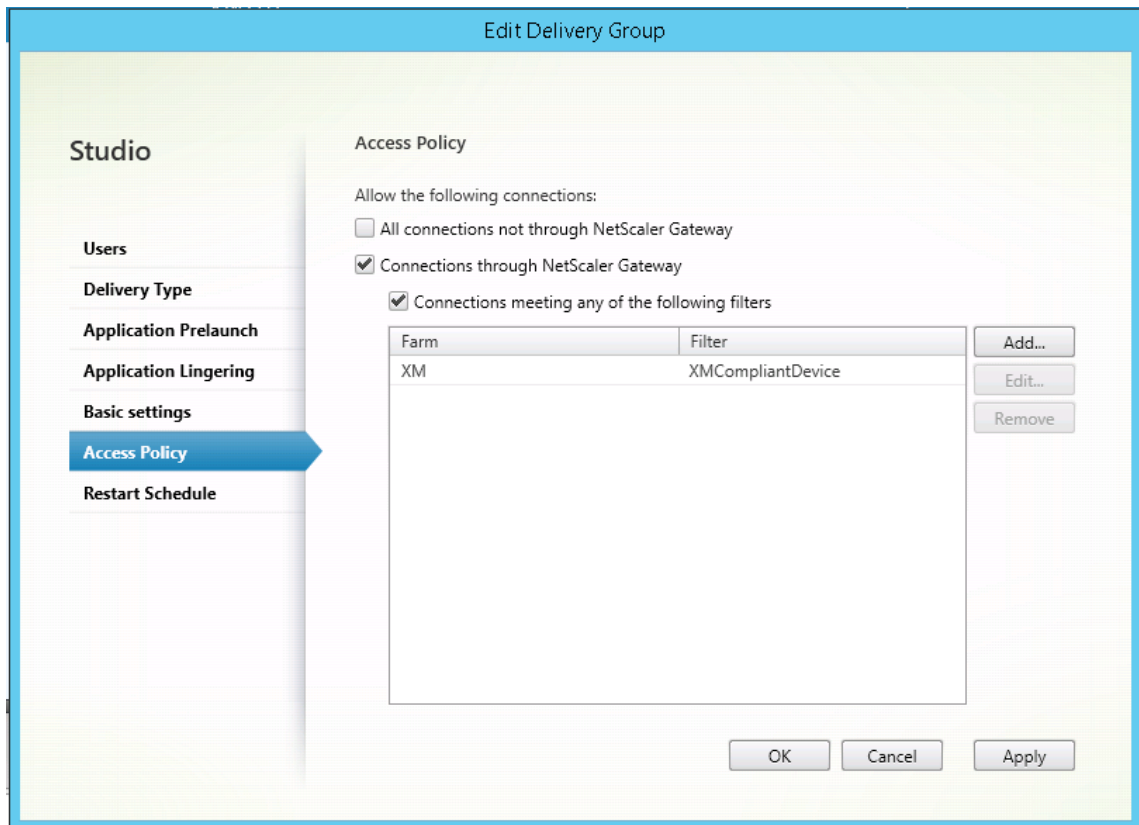 Edit Delivery Group
Studio
Users
Delivery Type
Application Prelaunch
Application Lingering
Basic settings
Access Policy
Restart Schedule
Access Policy
Allow the following connections:
All connections not through NetScaler Gateway
Connections through NetScaler Gateway
Connections meeting any of the following filters
Farm Filter
XM XMCompliantDevice
Add...
Edit...
Remove
OK Cancel Apply